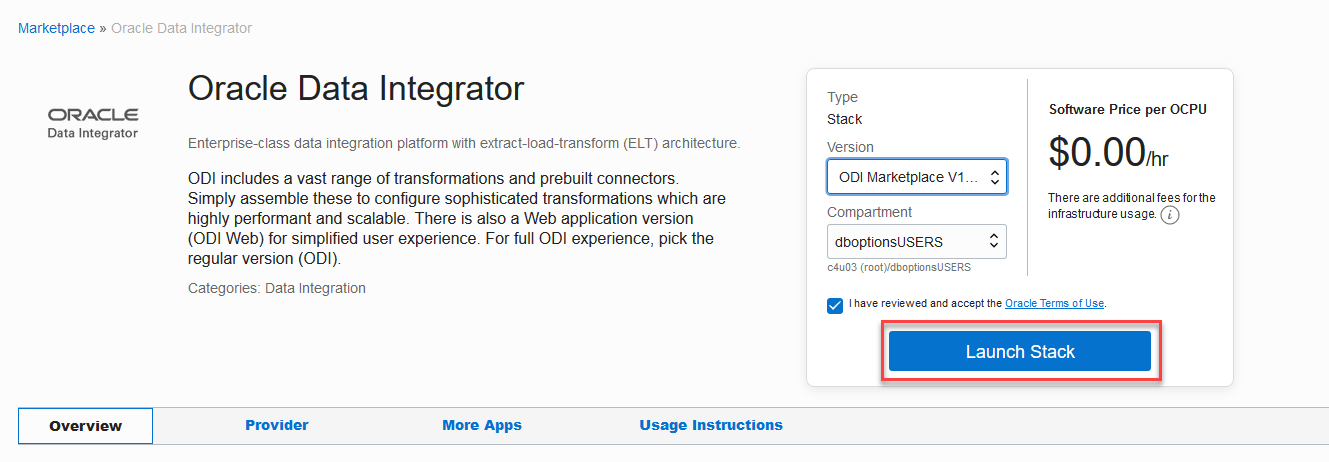 Marketplace » Oracle Data Integrator
ORACLE
Data Integrator
Oracle Data Integrator
Enterprise-class data integration platform with extract-load-transform (ELT) architecture.
ODI includes a vast range of transformations and prebuilt connectors.
Simply assemble these to configure sophisticated transformations which are
highly performant and scalable. There is also a Web application version
(ODI Web) for simplified user experience. For full ODI experience, pick the
regular version (ODI).
Categories: Data Integration
Type
Stack
Version
ODI Marketplace V1...
Compartment
dboptionsUSERS
c4u03 (root)/dboptionsUSERS
Software Price per OCPU
$0.00/hr
There are additional fees for the
infrastructure usage. i
I have reviewed and accept the Oracle Terms of Use.
Launch Stack
Overview
Provider
More Apps
Usage Instructions